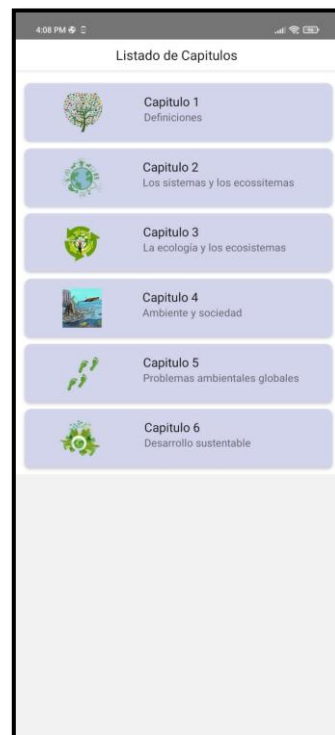 4:08 PM
Listado de Capitulos
Capitulo 1
Definiciones
Capitulo 2
Los sistemas y los ecossitemas
Capitulo 3
La ecología y los ecosistemas
Capitulo 4
Ambiente y sociedad
Capitulo 5
Problemas ambientales globales
Capitulo 6
Desarrollo sustentable